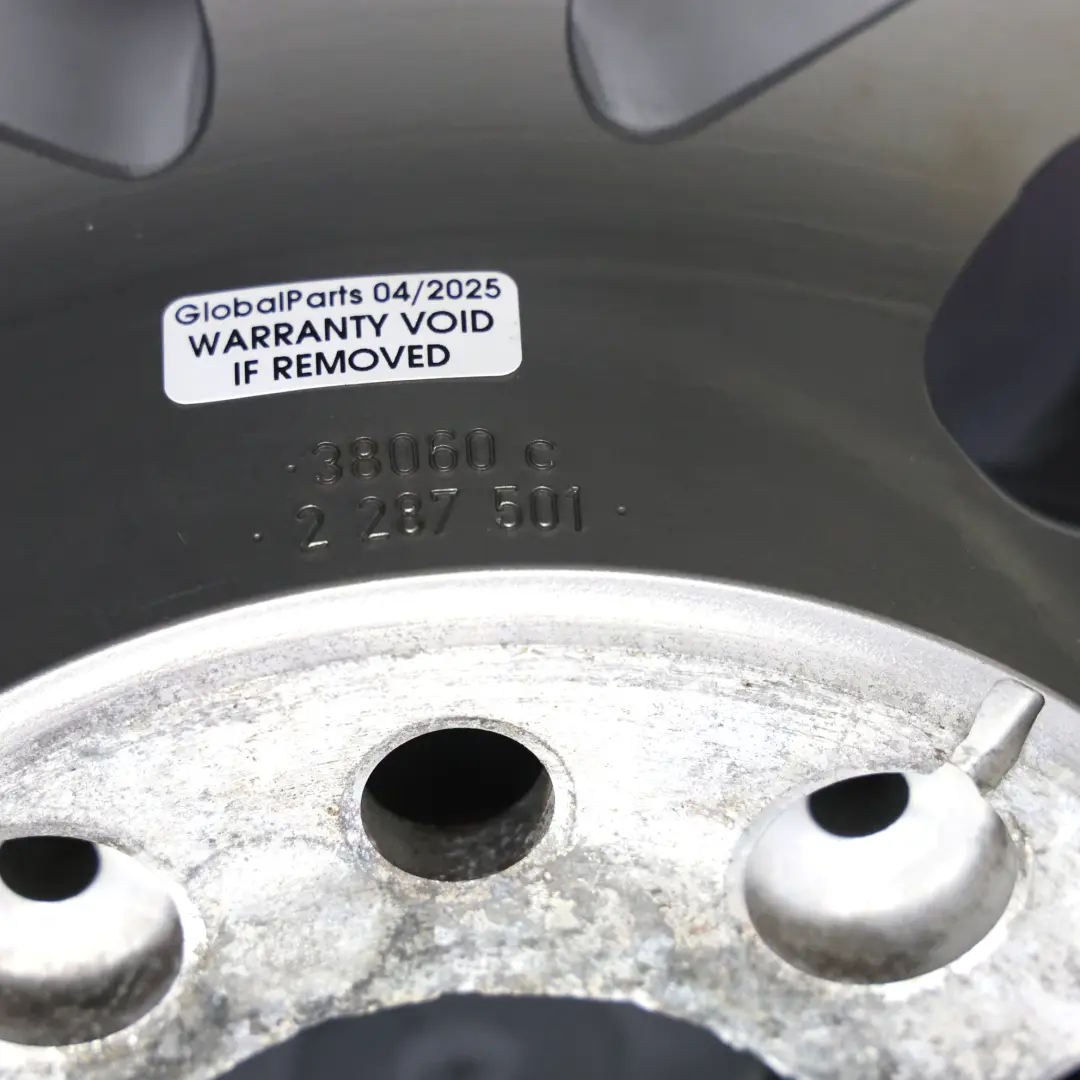 GlobalParts 04/2025
WARRANTY VOID
IF REMOVED
·38060 c
· 2 287 501 ·